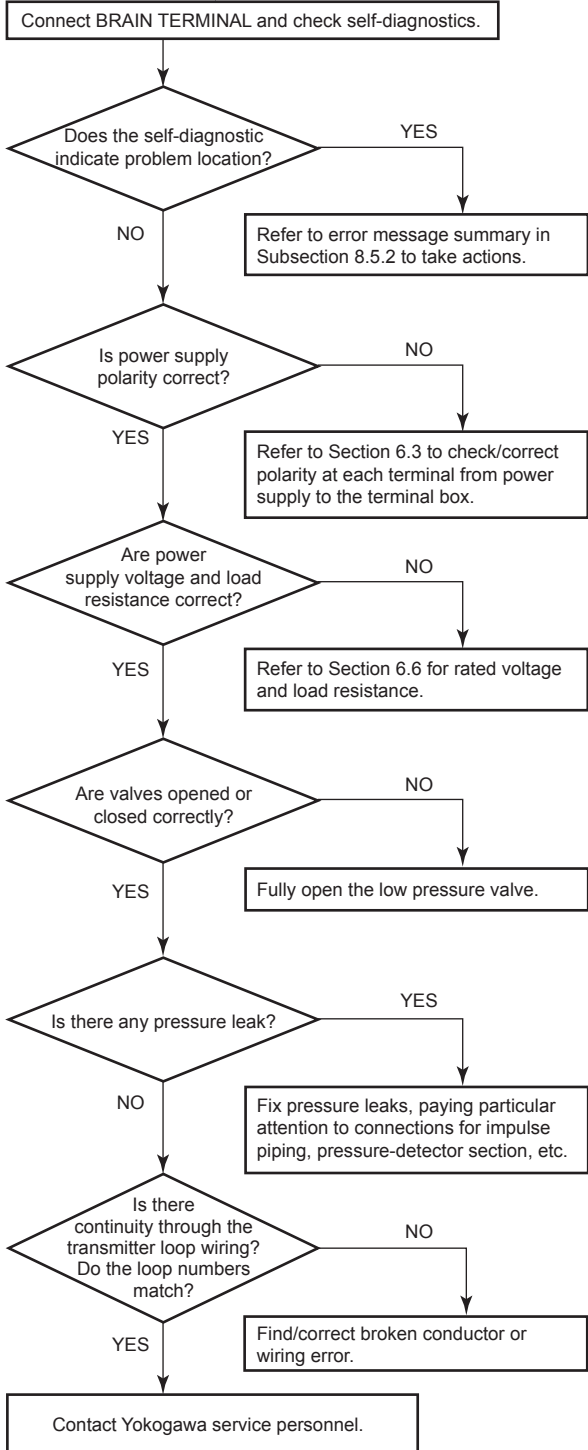 Connect BRAIN TERMINAL and check self-diagnostics.
Does the self-diagnostic
indicate problem location?
YES
NO
Refer to error message summary in
Subsection 8.5.2 to take actions.
Is power supply
polarity correct?
NO
YES
Refer to Section 6.3 to check/correct
polarity at each terminal from power
supply to the terminal box.
Are power
supply voltage and load
resistance correct?
NO
YES
Refer to Section 6.6 for rated voltage
and load resistance.
Are valves opened or
closed correctly?
NO
YES
Fully open the low pressure valve.
Is there any pressure leak?
YES
NO
Fix pressure leaks, paying particular
attention to connections for impulse
piping, pressure-detector section, etc.
Is there
continuity through the
transmitter loop wiring?
Do the loop numbers
match?
NO
YES
Find/correct broken conductor or
wiring error.
Contact Yokogawa service personnel.